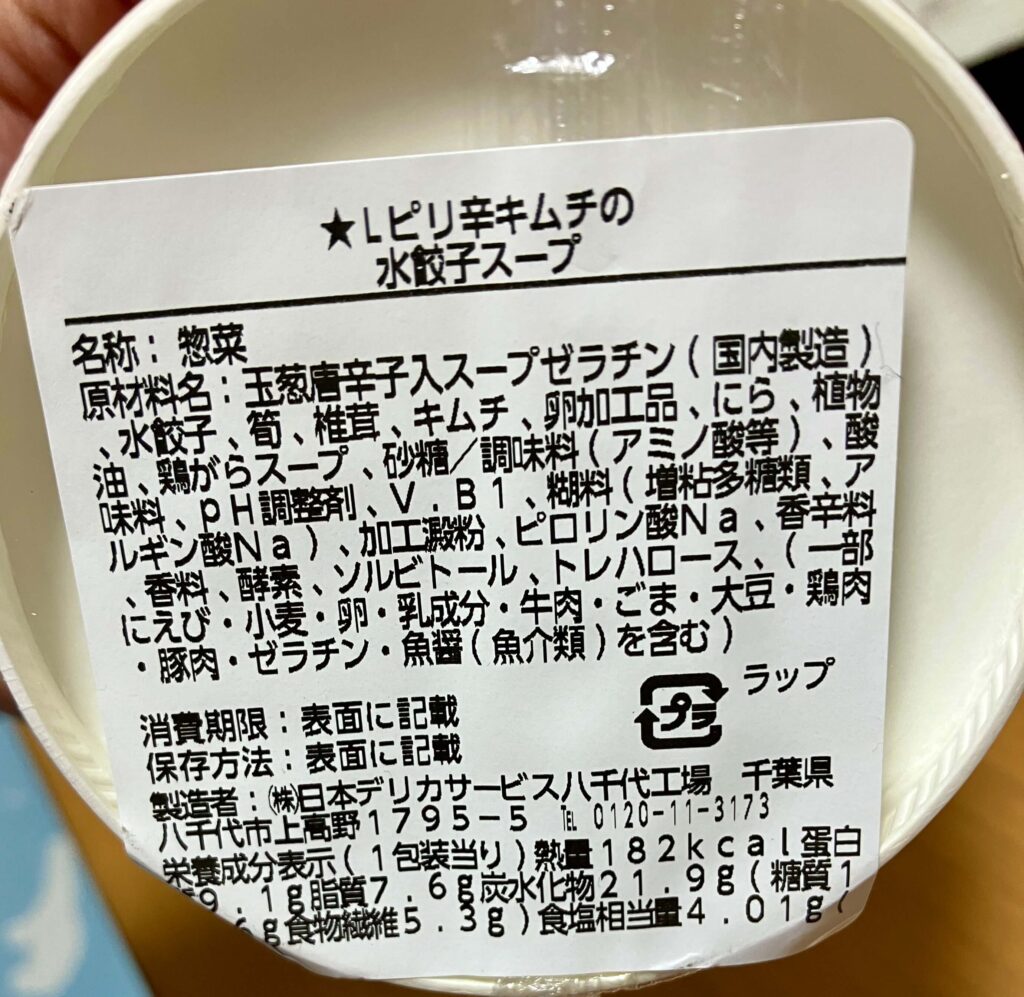 ★Lピリ辛キムチの
水餃子スープ
名称：惣菜
原材料名：玉葱唐辛子入スープゼラチン(国内製造)
、水餃子、筍、椎茸、キムチ、卵加工品、にら、植物
油、鶏がらスープ、砂糖／調味料(アミノ酸等)、酸
味料、pH調整剤、V.B1、糊料(増粘多糖類、ア
ルギン酸Na)、加工澱粉、ピロリン酸Na、香辛料
、香料、酵素、ソルビトール、トレハロース、(一部
にえび・小麦・卵・乳成分・牛肉・ごま・大豆・鶏肉
・豚肉・ゼラチン・魚醤(魚介類)を含む)
消費期限：表面に記載
保存方法：表面に記載
プラ ラップ
製造者：㈱日本デリカサービス八千代工場 千葉県
八千代市上高野1795-5 ℡ 0120-11-3173
栄養成分表示(1包装当り)熱量182kcal蛋白
9.1g脂質7.6g炭水化物21.9g(糖質1
6g食物繊維5.3g)食塩相当量4.01g(